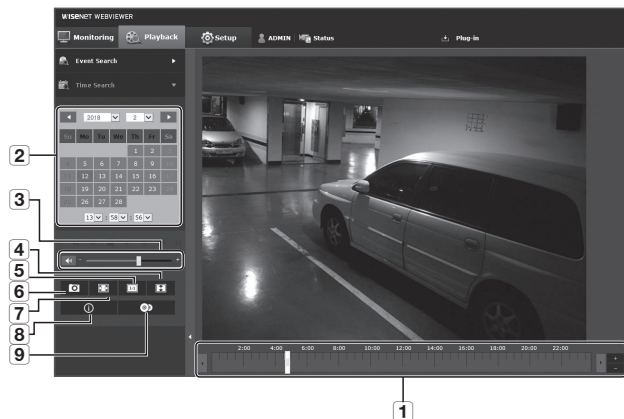 WISENET WEBVIEWER
Monitoring Playback Setup ADMIN Status Plug-in
Event Search
Time Search
2018 2
Su Mo Tu We Th Fr Sa
1 2
5 6 7 8 9
12 13 14 15 16
19 20 21 22 23
26 27 28
13 : 58 : 56
- +
1:1
2:00 4:00 6:00 8:00 10:00 12:00 14:00 16:00 18:00 20:00 22:00
+
-
2
3
4
5
6
7
8
9
1